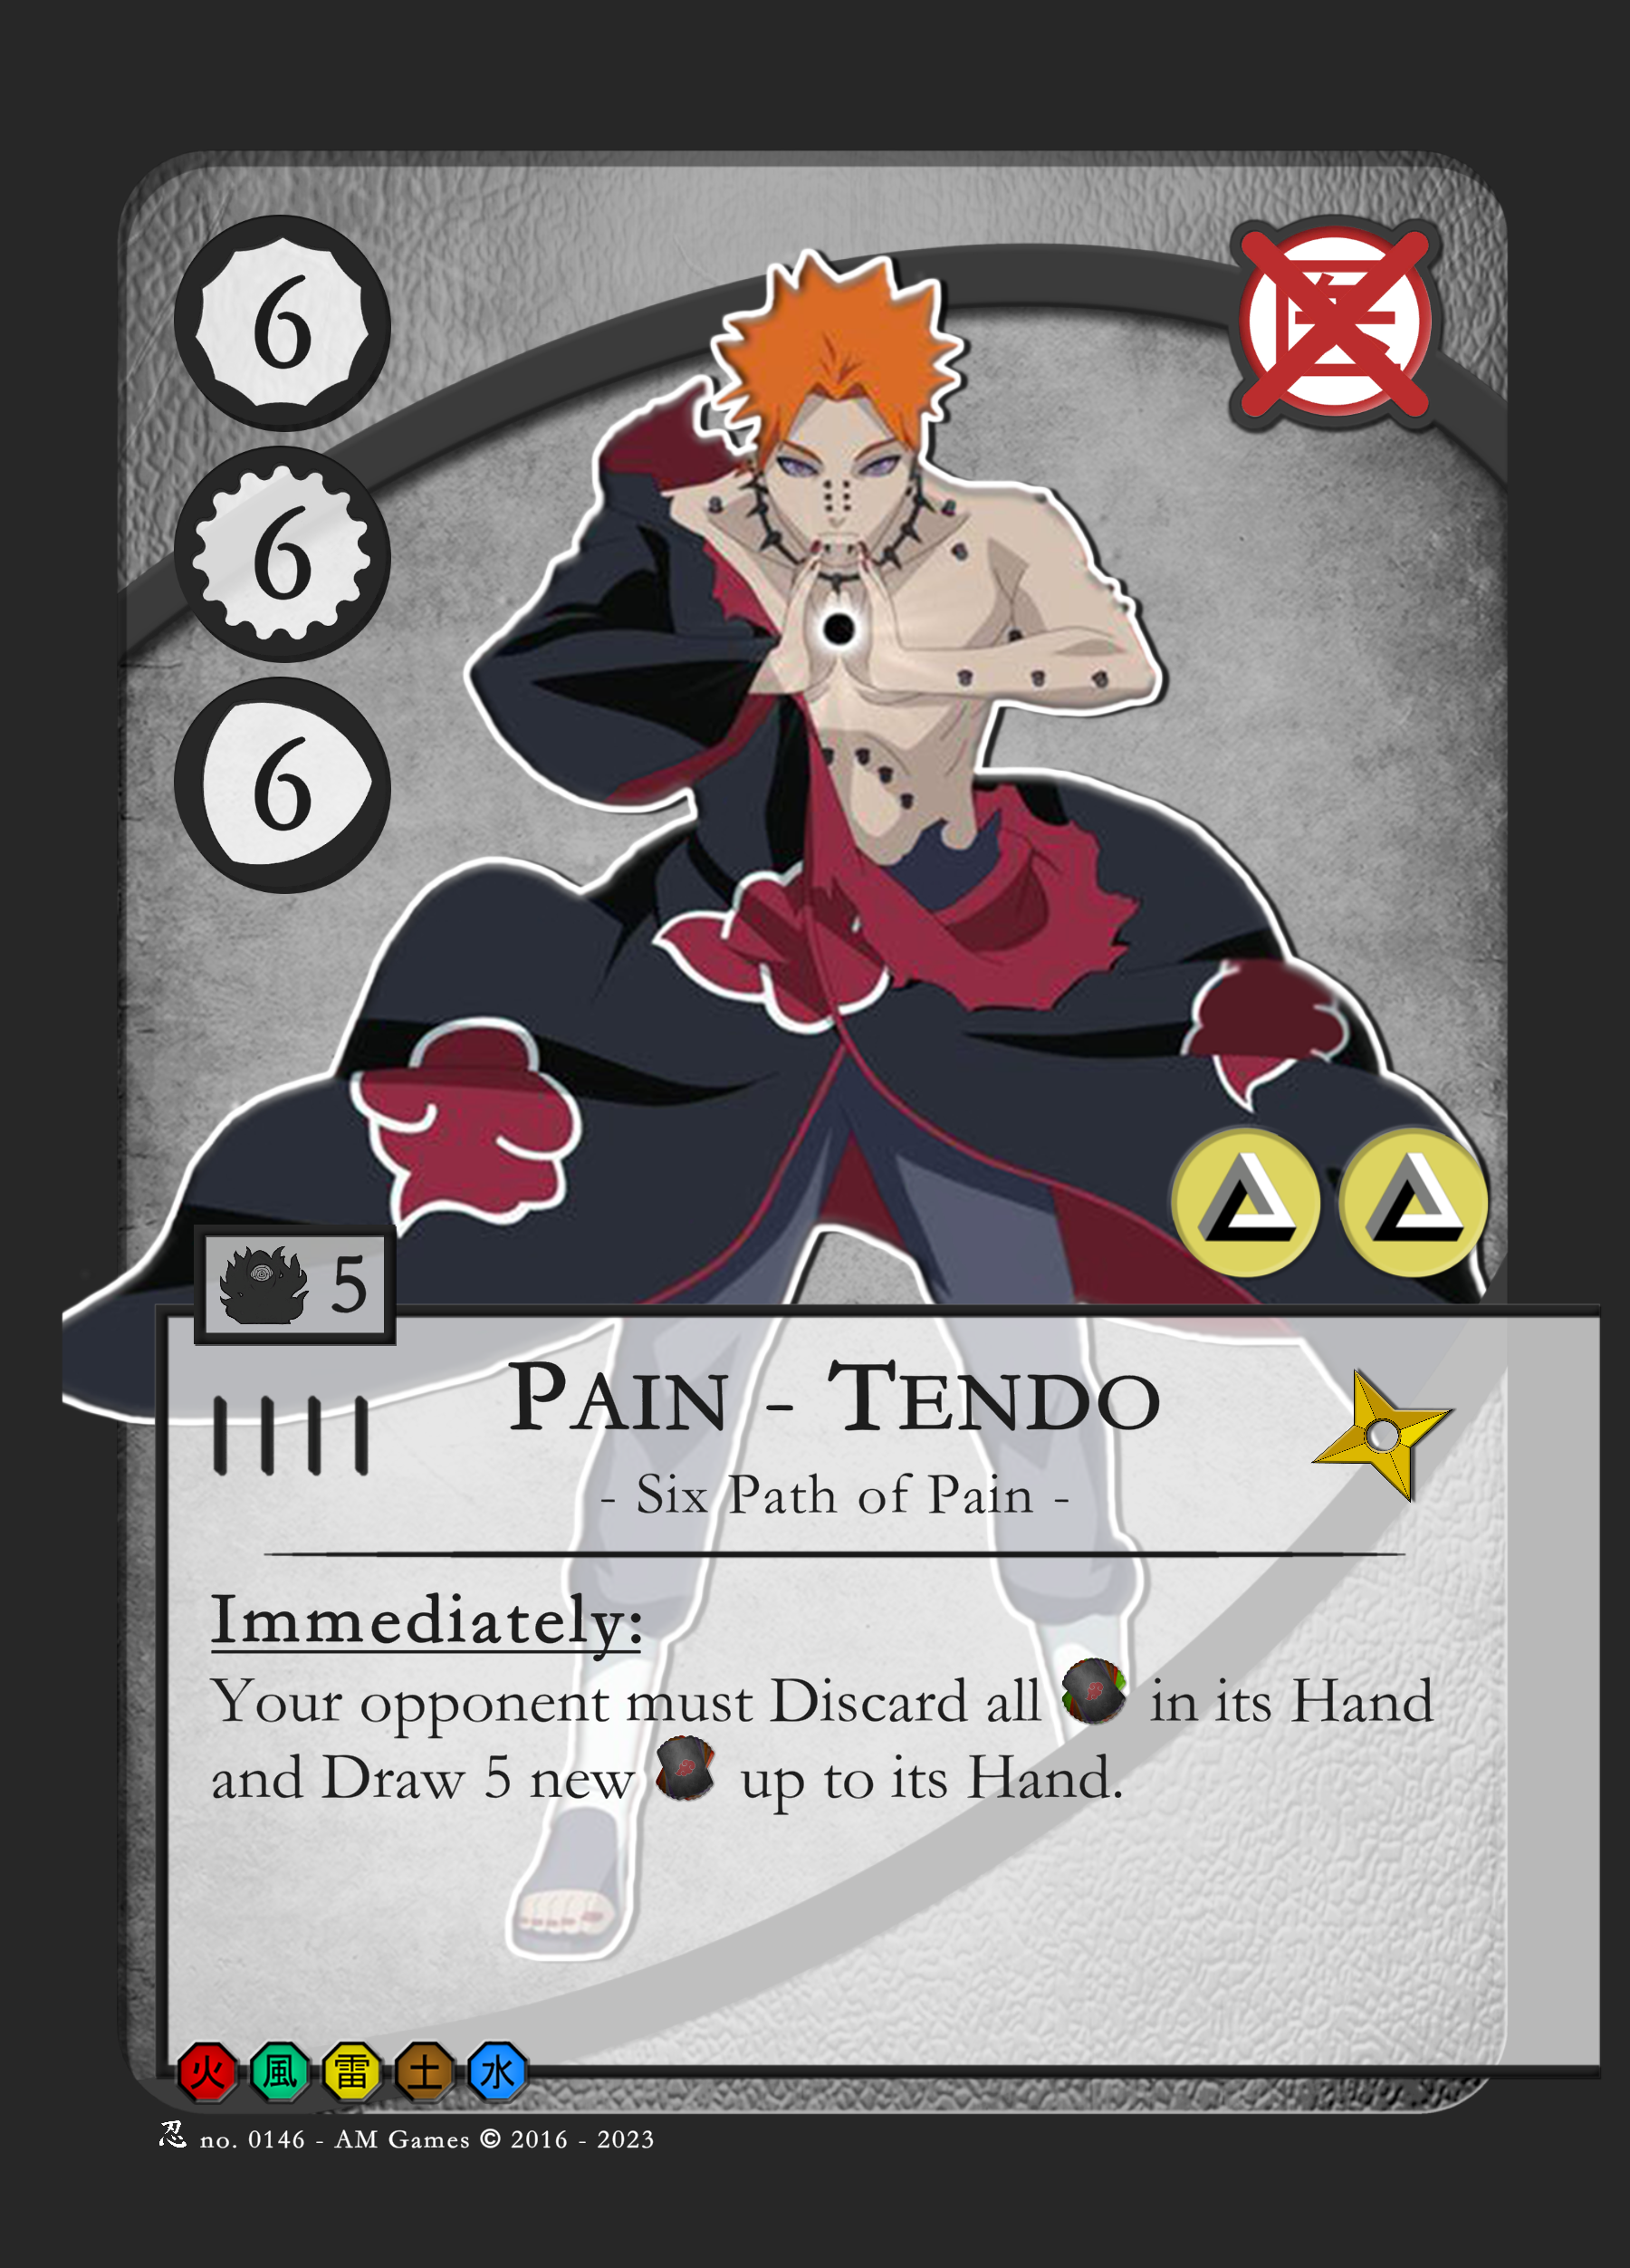 6
6
6
医
5
Pain - Tendo
- Six Path of Pain -
Immediately:
Your opponent must Discard all in its Hand
and Draw 5 new up to its Hand.
火 風 雷 土 水
忍 no. 0146 - AM Games © 2016 - 2023